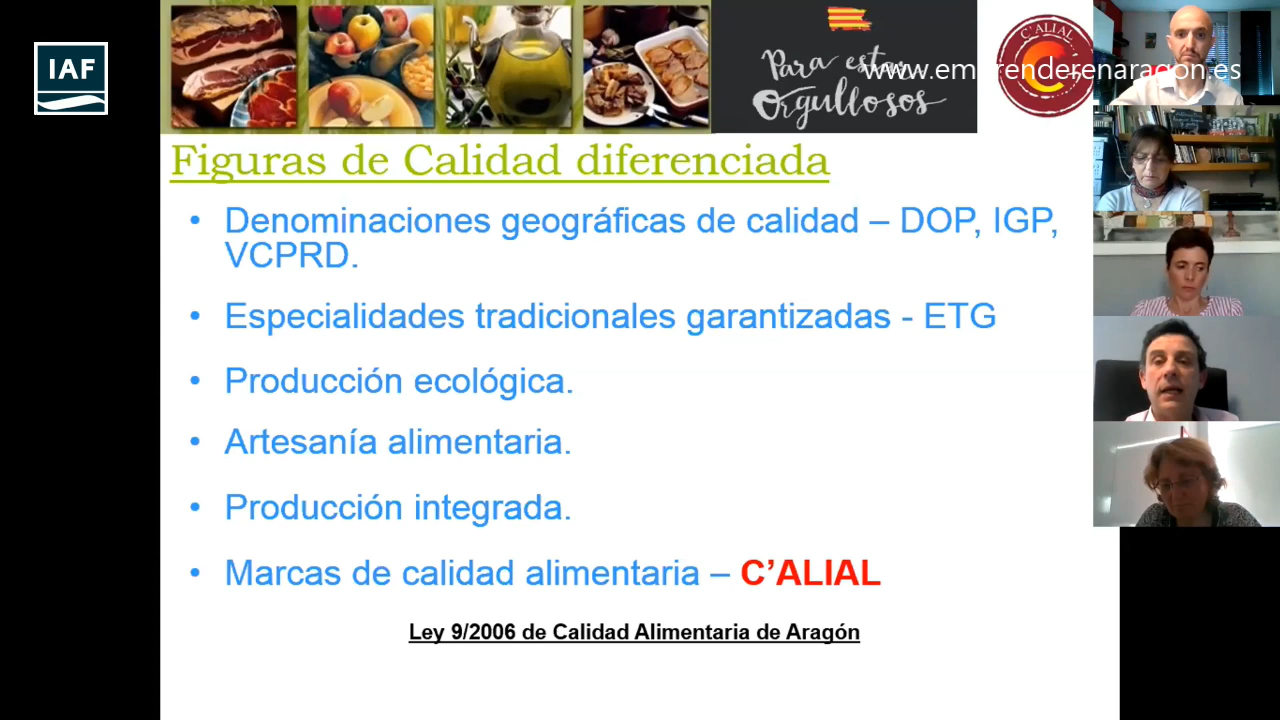 IAF
Para estar
Orgullosos
C'ALIAL
www.emprenderenaragon.es
Figuras de Calidad diferenciada
• Denominaciones geográficas de calidad – DOP, IGP,
VCPRD.
• Especialidades tradicionales garantizadas - ETG
• Producción ecológica.
• Artesanía alimentaria.
• Producción integrada.
• Marcas de calidad alimentaria – C’ALIAL
Ley 9/2006 de Calidad Alimentaria de Aragón